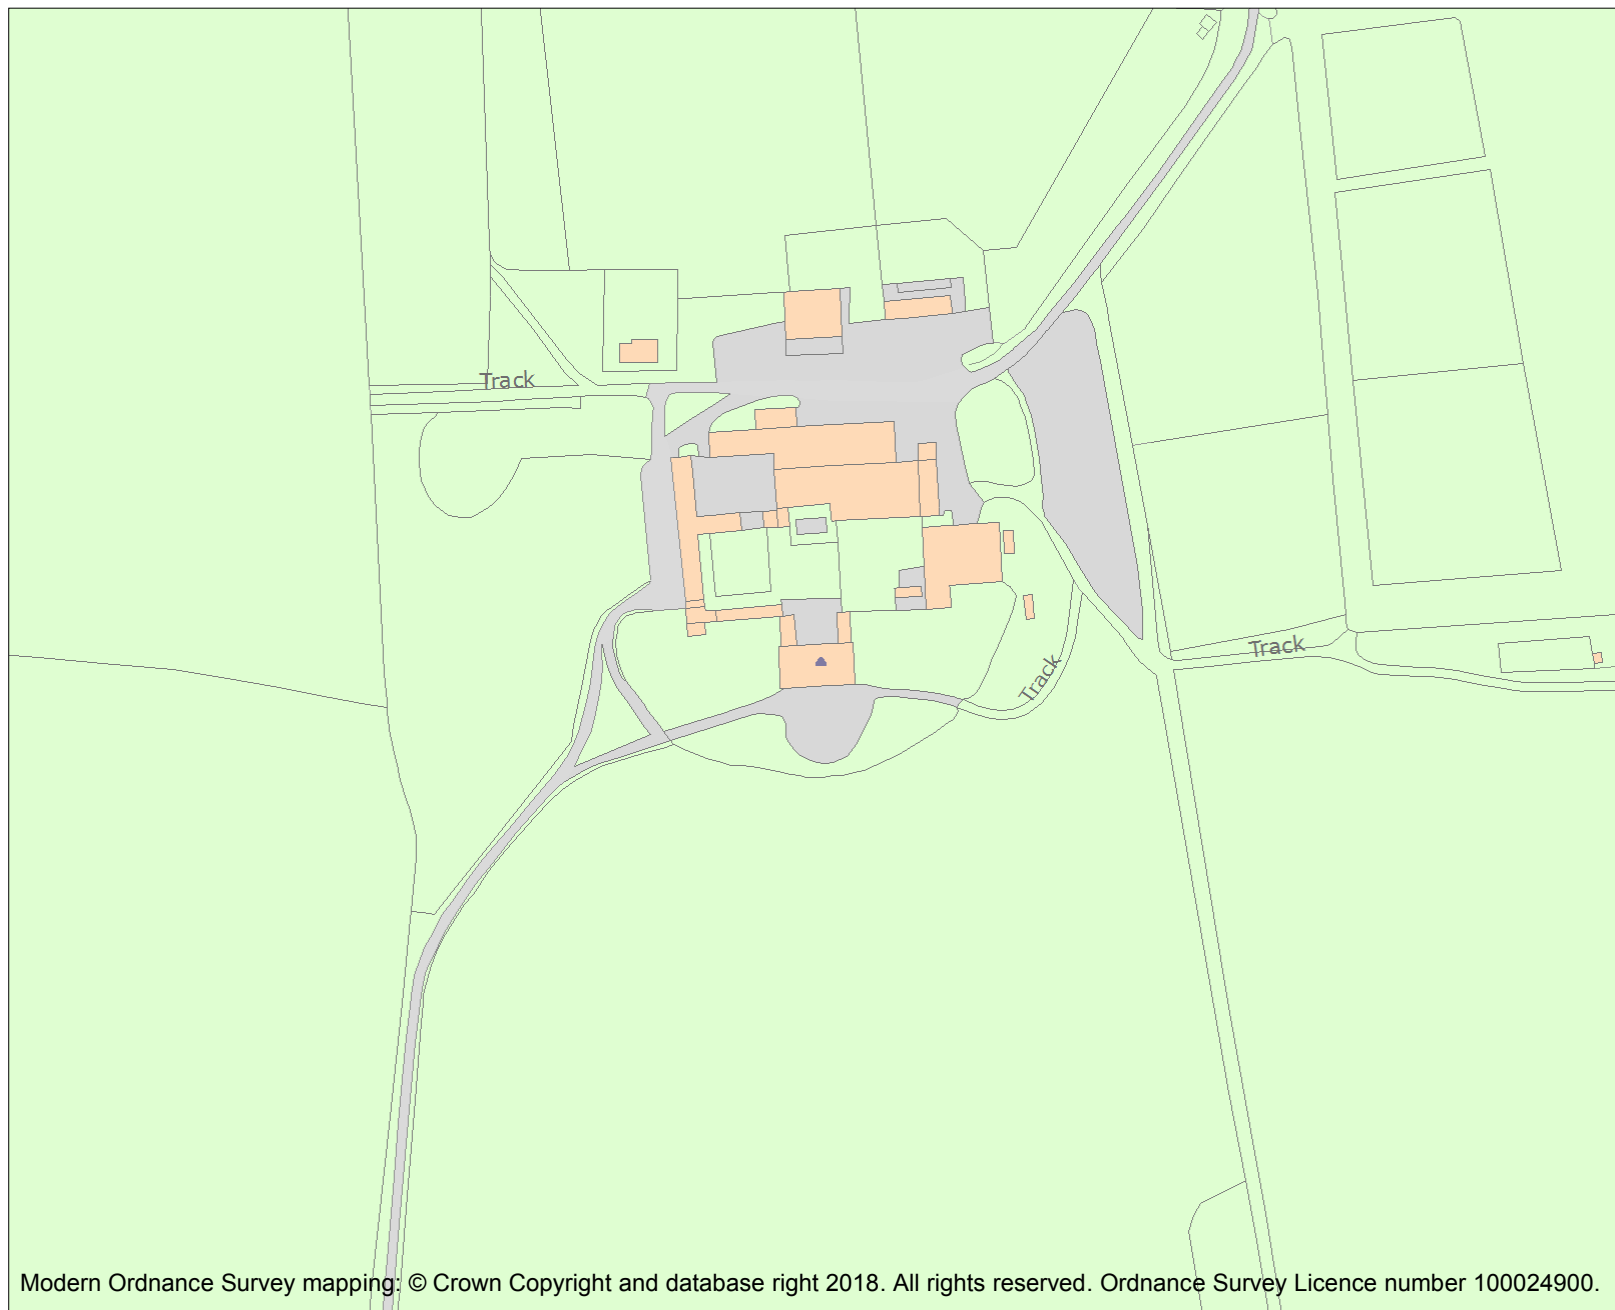 Track
Track
Track
Modern Ordnance Survey mapping: © Crown Copyright and database right 2018. All rights reserved. Ordnance Survey Licence number 100024900.